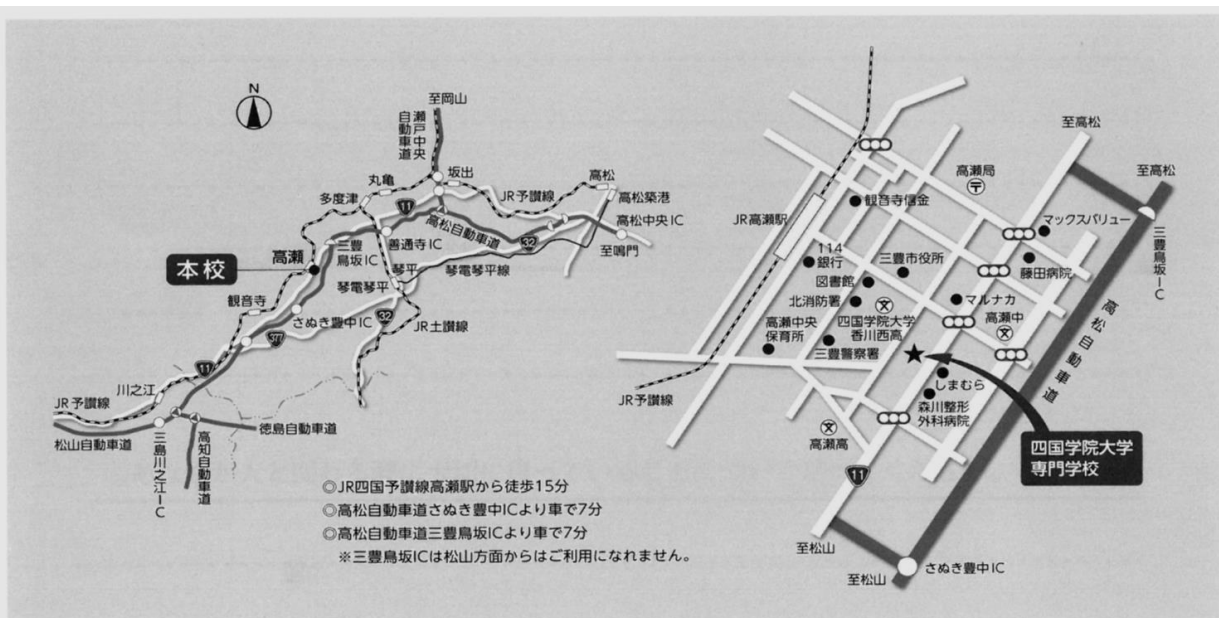 N
至岡山
瀬戸中央
自動車道
坂出
丸亀
多度津
JR予讃線
高松
高松築港
高松中央IC
至鳴門
11
高松自動車道
32
善通寺IC
三豊
鳥坂IC
高瀬
本校
琴平
琴電琴平線
琴電琴平
観音寺
さぬき豊中IC
32
JR土讃線
377
11
川之江
JR予讃線
松山自動車道
三島川之江IC
高知自動車道
徳島自動車道
◎JR四国予讃線高瀬駅から徒歩15分
◎高松自動車道さぬき豊中ICより車で7分
◎高松自動車道三豊鳥坂ICより車で7分
※三豊鳥坂ICは松山方面からはご利用になれません。
至高松
至高松
高瀬局
〒
観音寺信金
JR高瀬駅
マックスバリュー
三豊鳥坂IC
114
銀行
三豊市役所
藤田病院
図書館
北消防署
文
マルナカ
高瀬中
文
高松自動車道
高瀬中央
保育所
四国学院大学
香川西高
三豊警察署
しまむら
JR予讃線
森川整形
外科病院
文
高瀬高
四国学院大学
専門学校
11
至松山
至松山
さぬき豊中IC